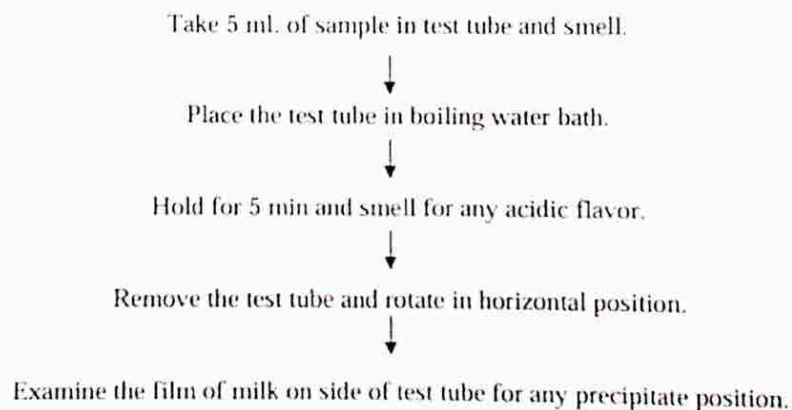 Take 5 ml. of sample in test tube and smell.
Place the test tube in boiling water bath.
Hold for 5 min and smell for any acidic flavor.
Remove the test tube and rotate in horizontal position.
Examine the film of milk on side of test tube for any precipitate position.